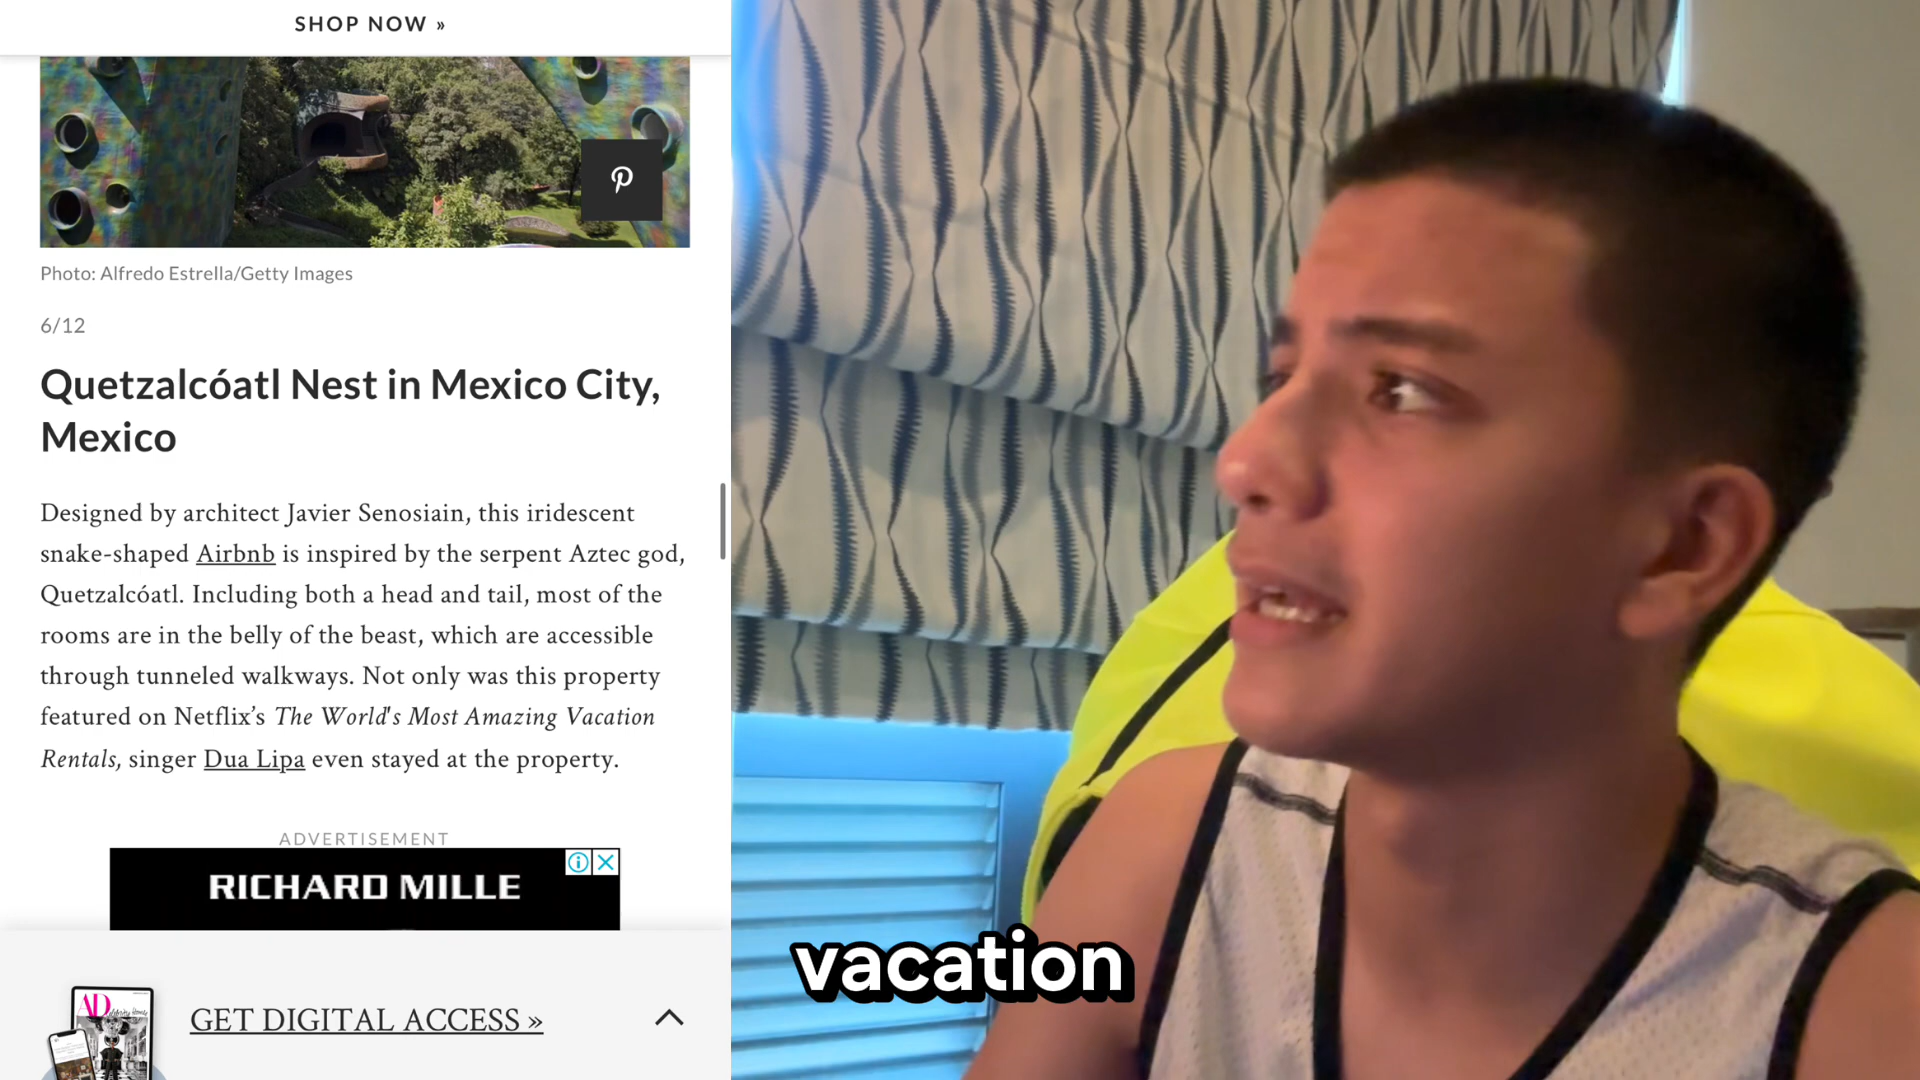 SHOP NOW »
Photo: Alfredo Estrella/Getty Images
6/12
Quetzalcóatl Nest in Mexico City,
Mexico
Designed by architect Javier Senosiain, this iridescent
snake-shaped Airbnb is inspired by the serpent Aztec god,
Quetzalcóatl. Including both a head and tail, most of the
rooms are in the belly of the beast, which are accessible
through tunneled walkways. Not only was this property
featured on Netflix’s The World's Most Amazing Vacation
Rentals, singer Dua Lipa even stayed at the property.
ADVERTISEMENT
RICHARD MILLE
AD
GET DIGITAL ACCESS »
vacation